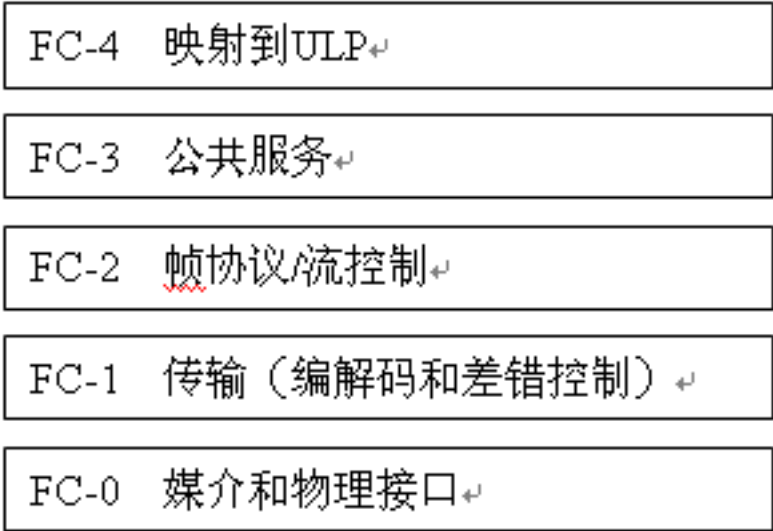 FC-4 映射到ULP
FC-3 公共服务
FC-2 帧协议/流控制
FC-1 传输（编解码和差错控制）
FC-0 媒介和物理接口